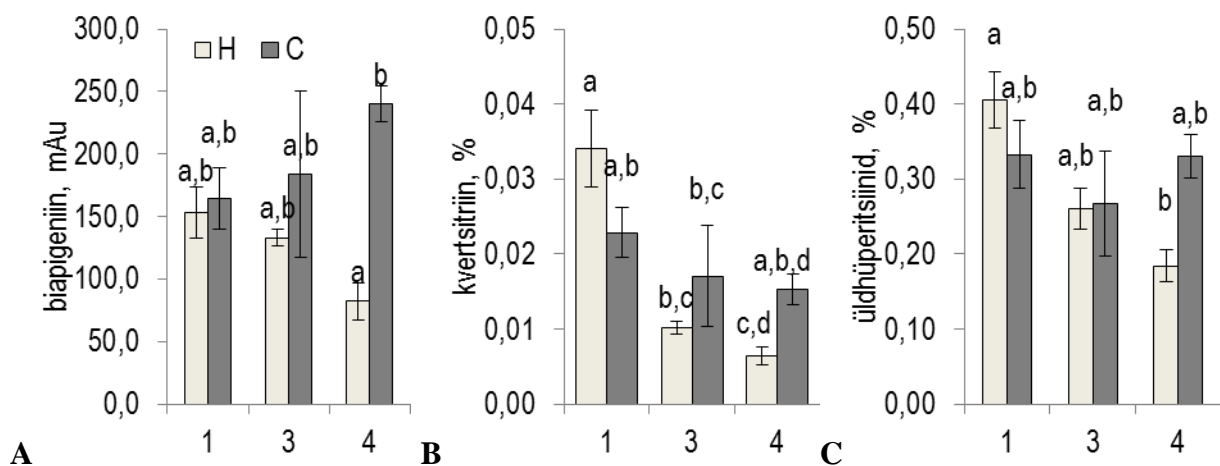 biapigeniin, mAu
300,0
250,0
200,0
150,0
100,0
50,0
0,0
H C
a,b a,b
a,b a,b
a b
1 3 4
A
kvertsitriin, %
0,05
0,04
0,03
0,02
0,01
0,00
a a,b
b,c b,c
c,d a,b,d
1 3 4
B
üldhüperitsiinid, %
0,50
0,40
0,30
0,20
0,10
0,00
a a,b
a,b a,b
b a,b
1 3 4
C